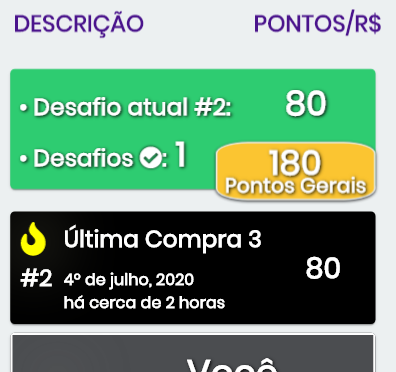 DESCRIÇÃO PONTOS/R$
• Desafio atual #2: 80
• Desafios : 1
180
Pontos Gerais
Última Compra 3
80
#2 4º de julho, 2020
há cerca de 2 horas
Você